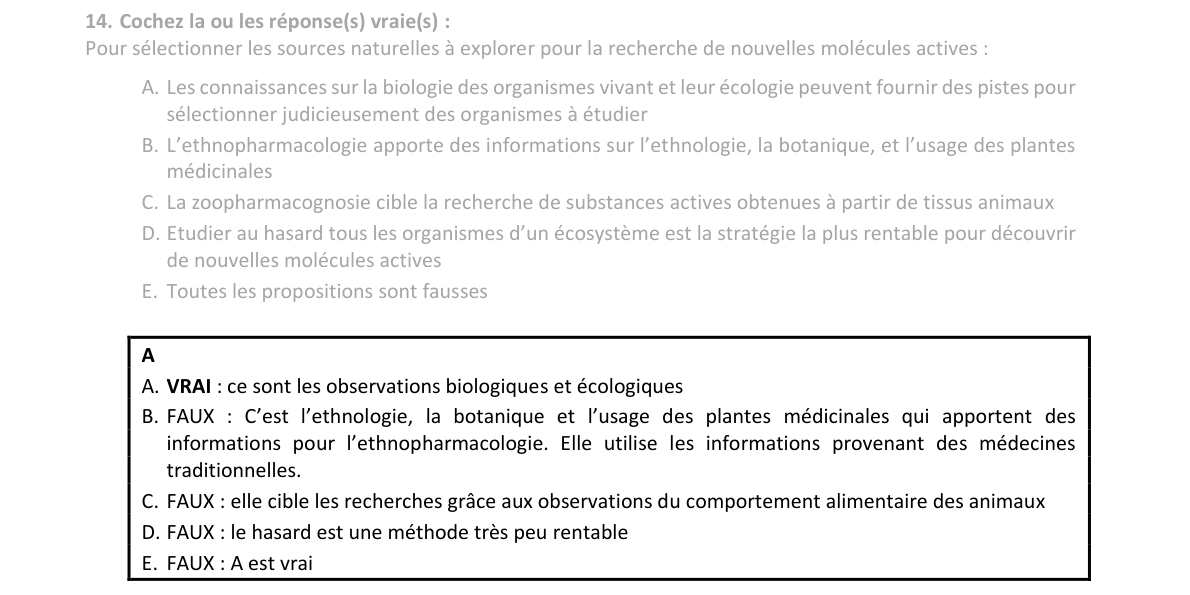 14. Cochez la ou les réponse(s) vraie(s) :
Pour sélectionner les sources naturelles à explorer pour la recherche de nouvelles molécules actives :
A. Les connaissances sur la biologie des organismes vivant et leur écologie peuvent fournir des pistes pour
sélectionner judicieusement des organismes à étudier
B. L’ethnopharmacologie apporte des informations sur l’ethnologie, la botanique, et l’usage des plantes
médicinales
C. La zoopharmacognosie cible la recherche de substances actives obtenues à partir de tissus animaux
D. Etudier au hasard tous les organismes d’un écosystème est la stratégie la plus rentable pour découvrir
de nouvelles molécules actives
E. Toutes les propositions sont fausses
A
A. VRAI : ce sont les observations biologiques et écologiques
B. FAUX : C’est l’ethnologie, la botanique et l’usage des plantes médicinales qui apportent des
informations pour l’ethnopharmacologie. Elle utilise les informations provenant des médecines
traditionnelles.
C. FAUX : elle cible les recherches grâce aux observations du comportement alimentaire des animaux
D. FAUX : le hasard est une méthode très peu rentable
E. FAUX : A est vrai